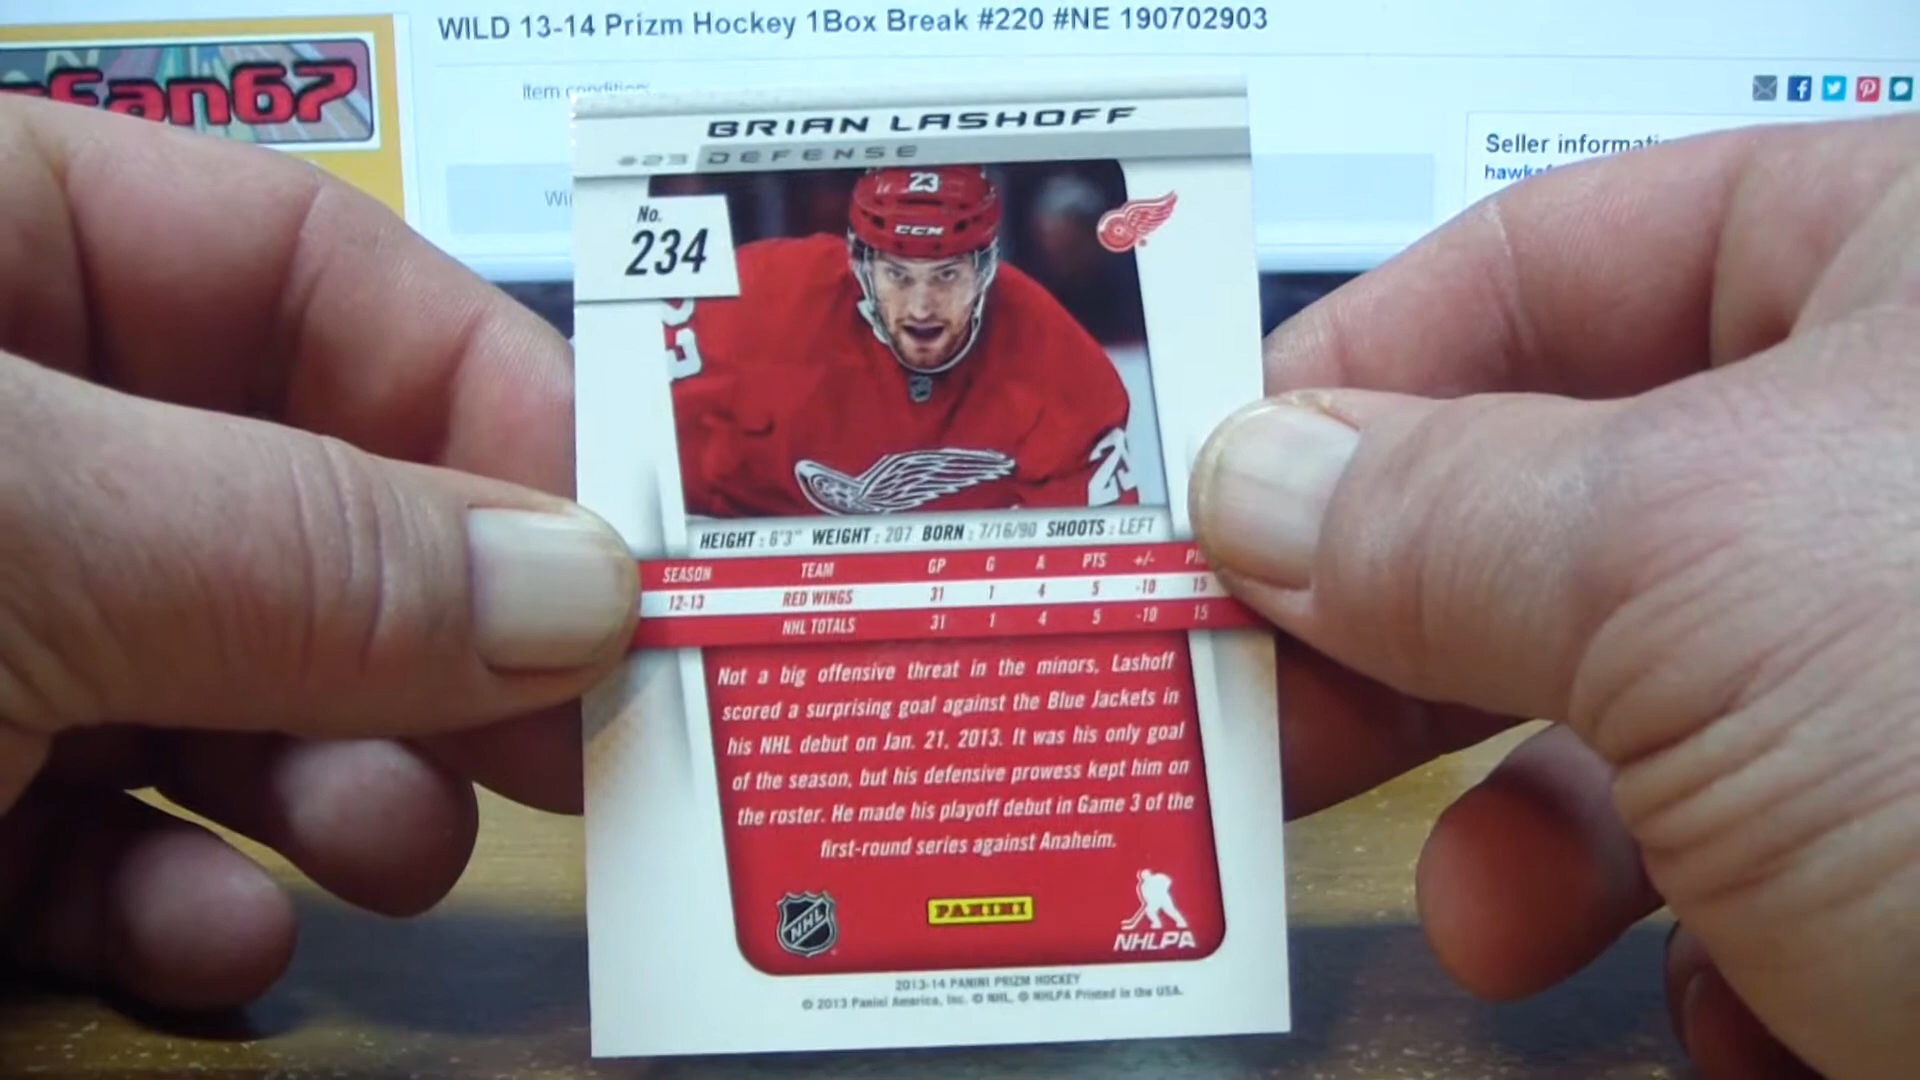 WILD 13-14 Prizm Hockey 1Box Break #220 #NE 190702903
fan67
Item condition:
Seller informati
hawk
BRIAN LASHOFF
#23 DEFENSE
No.
234
23
CCM
23
HEIGHT : 6'3" WEIGHT : 207 BORN : 7/16/90 SHOOTS : LEFT
SEASON TEAM GP G A PTS +/- PI
12-13 RED WINGS 31 1 4 5 -10 15
NHL TOTALS 31 1 4 5 -10 15
Not a big offensive threat in the minors, Lashoff
scored a surprising goal against the Blue Jackets in
his NHL debut on Jan. 21, 2013. It was his only goal
of the season, but his defensive prowess kept him on
the roster. He made his playoff debut in Game 3 of the
first-round series against Anaheim.
NHL
PANINI
NHLPA
2013-14 PANINI PRIZM HOCKEY
© 2013 Panini America, Inc. © NHL, © NHLPA Printed in the USA.